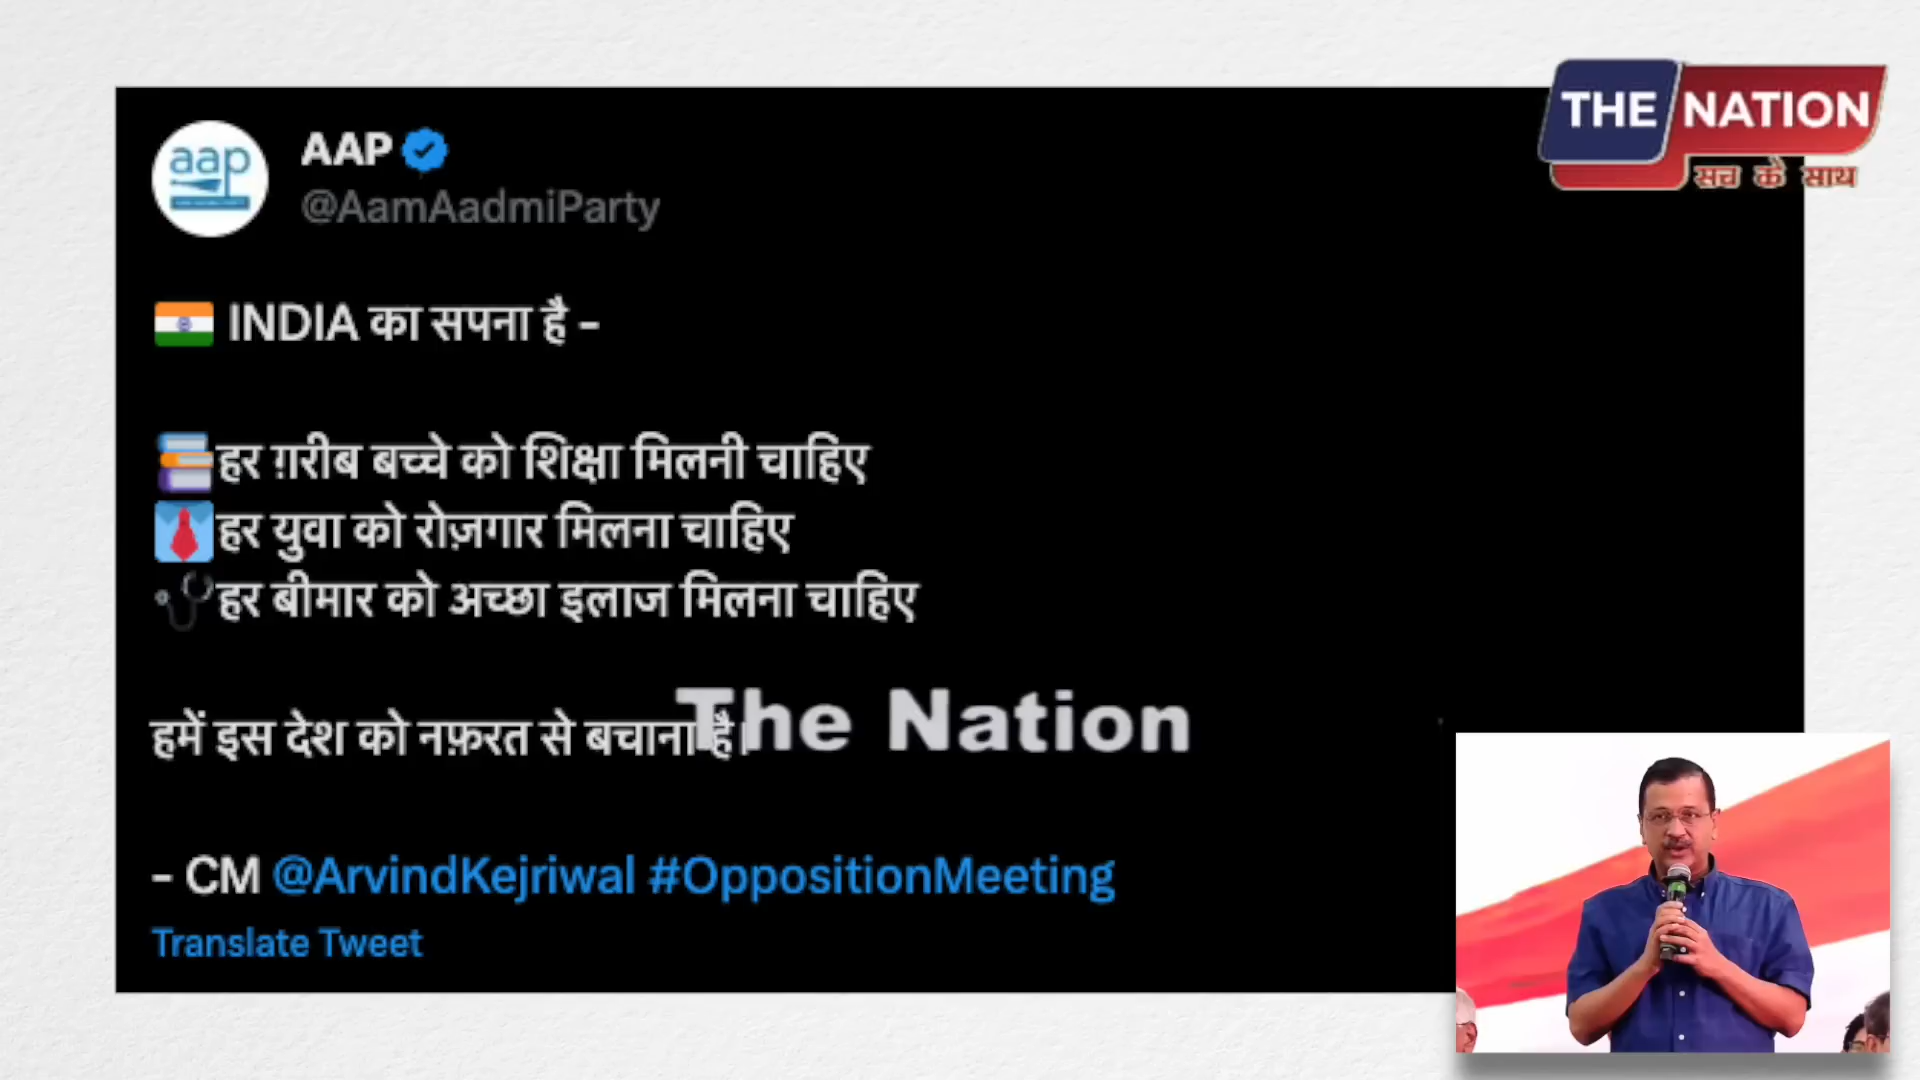 THE NATION
सच के साथ
aap
AAP
@AamAadmiParty
INDIA का सपना है -
हर ग़रीब बच्चे को शिक्षा मिलनी चाहिए
हर युवा को रोज़गार मिलना चाहिए
हर बीमार को अच्छा इलाज मिलना चाहिए
हमें इस देश को नफ़रत से बचाना है।
The Nation
- CM @ArvindKejriwal #OppositionMeeting
Translate Tweet